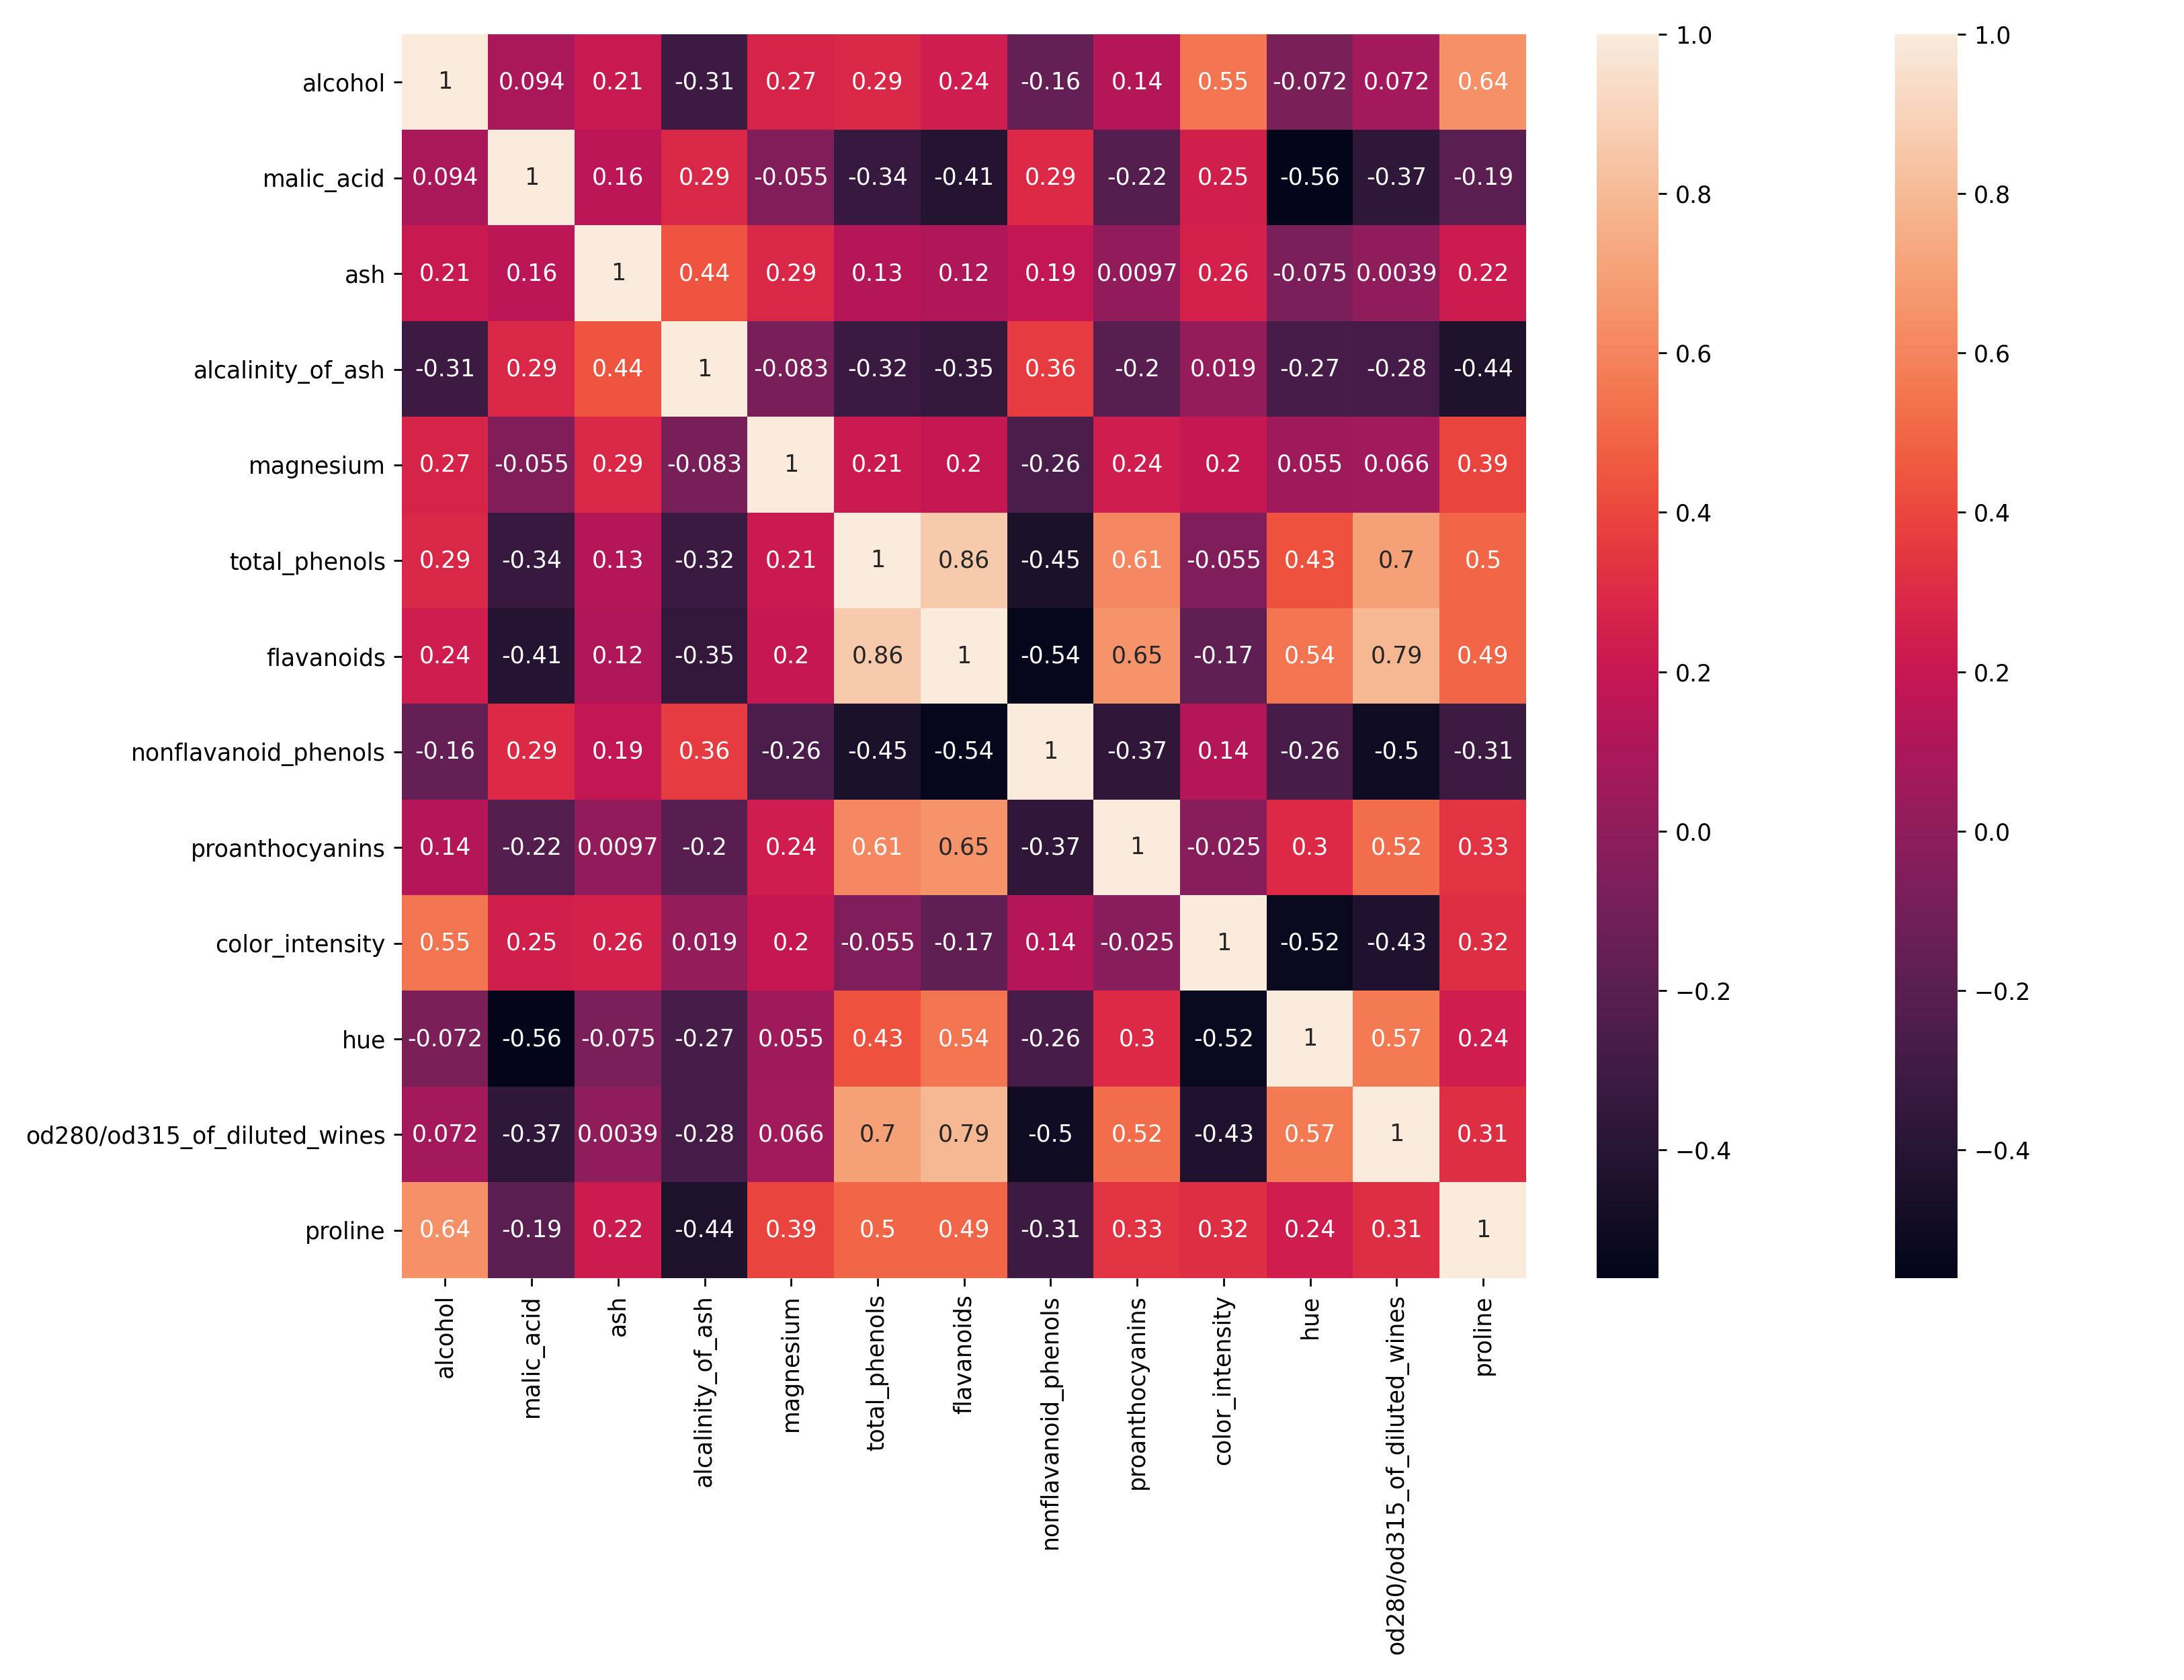 alcohol 1 0.094 0.21 -0.31 0.27 0.29 0.24 -0.16 0.14 0.55 -0.072 0.072 0.64
malic_acid 0.094 1 0.16 0.29 -0.055 -0.34 -0.41 0.29 -0.22 0.25 -0.56 -0.37 -0.19
ash 0.21 0.16 1 0.44 0.29 0.13 0.12 0.19 0.0097 0.26 -0.075 0.0039 0.22
alcalinity_of_ash -0.31 0.29 0.44 1 -0.083 -0.32 -0.35 0.36 -0.2 0.019 -0.27 -0.28 -0.44
magnesium 0.27 -0.055 0.29 -0.083 1 0.21 0.2 -0.26 0.24 0.2 0.055 0.066 0.39
total_phenols 0.29 -0.34 0.13 -0.32 0.21 1 0.86 -0.45 0.61 -0.055 0.43 0.7 0.5
flavanoids 0.24 -0.41 0.12 -0.35 0.2 0.86 1 -0.54 0.65 -0.17 0.54 0.79 0.49
nonflavanoid_phenols -0.16 0.29 0.19 0.36 -0.26 -0.45 -0.54 1 -0.37 0.14 -0.26 -0.5 -0.31
proanthocyanins 0.14 -0.22 0.0097 -0.2 0.24 0.61 0.65 -0.37 1 -0.025 0.3 0.52 0.33
color_intensity 0.55 0.25 0.26 0.019 0.2 -0.055 -0.17 0.14 -0.025 1 -0.52 -0.43 0.32
hue -0.072 -0.56 -0.075 -0.27 0.055 0.43 0.54 -0.26 0.3 -0.52 1 0.57 0.24
od280/od315_of_diluted_wines 0.072 -0.37 0.0039 -0.28 0.066 0.7 0.79 -0.5 0.52 -0.43 0.57 1 0.31
proline 0.64 -0.19 0.22 -0.44 0.39 0.5 0.49 -0.31 0.33 0.32 0.24 0.31 1
alcohol
malic_acid
ash
alcalinity_of_ash
magnesium
total_phenols
flavanoids
nonflavanoid_phenols
proanthocyanins
color_intensity
hue
od280/od315_of_diluted_wines
proline
1.0
0.8
0.6
0.4
0.2
0.0
−0.2
−0.4
1.0
0.8
0.6
0.4
0.2
0.0
−0.2
−0.4